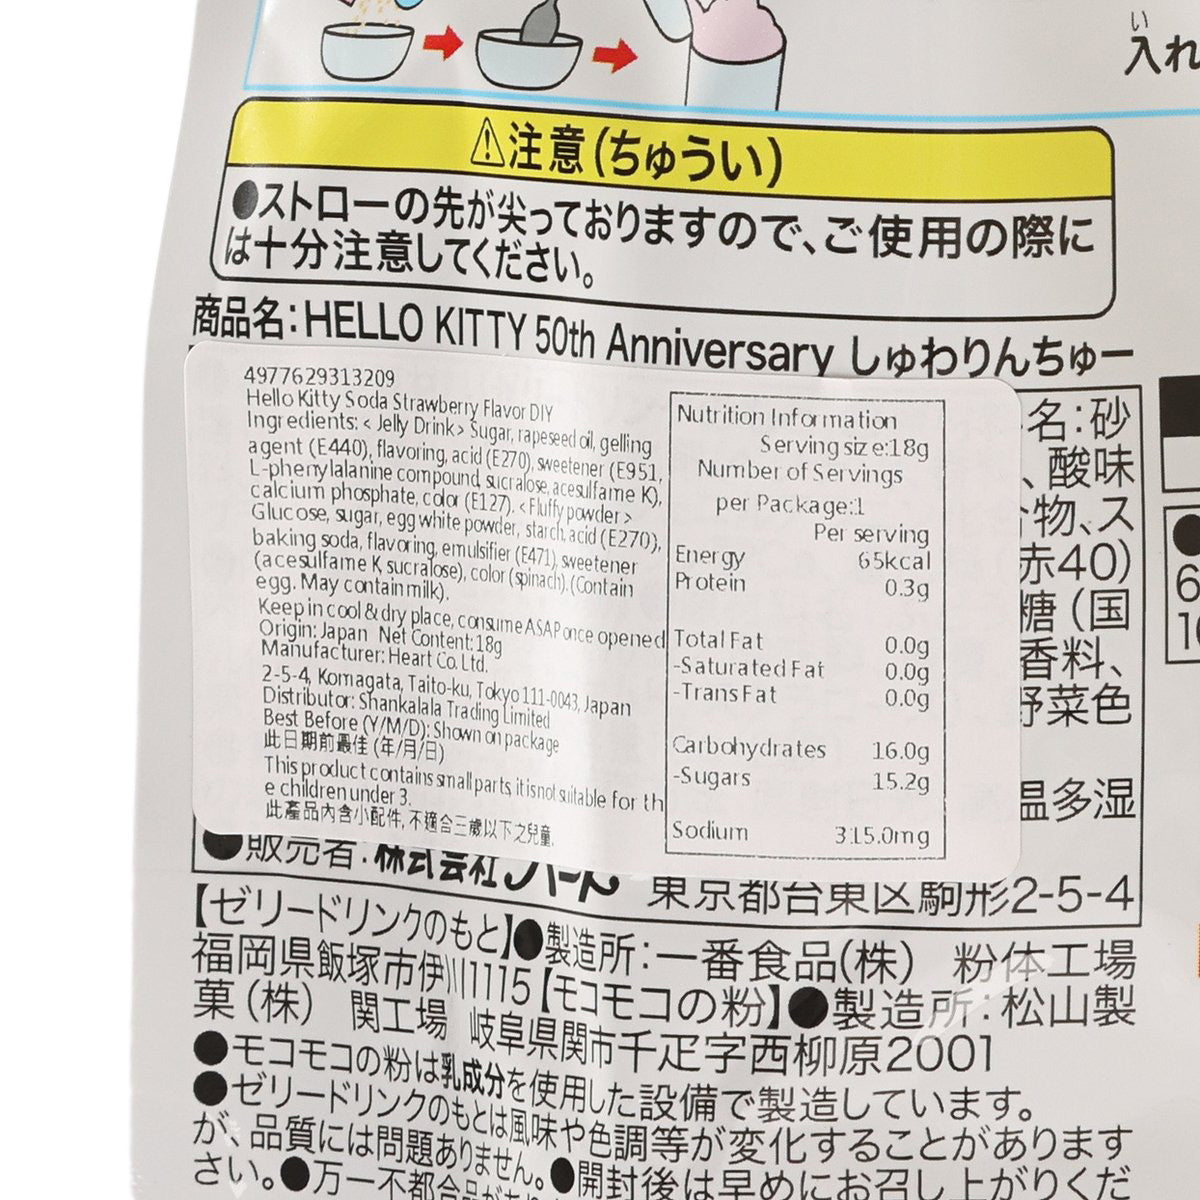 い
入れ
⚠注意(ちゅうい)
●ストローの先が尖っておりますので、ご使用の際に
は十分注意してください。
商品名:HELLO KITTY 50th Anniversary しゅわりんちゅー
4977629313209
Hello Kitty Soda Strawberry Flavor DIY
Ingredients: < Jelly Drink> Sugar, rapeseed oil, gelling
agent (E440), flavoring, acid (E270), sweetener (E951,
L-phenylalanine compound, sucralose, acesulfame K),
calcium phosphate, color (E127). < Fluffy powder >
Glucose, sugar, egg white powder, starch, acid (E270),
baking soda, flavoring, emulsifier (E471), sweetener
(acesulfame K, sucralose), color (spinach).(Contain
egg. May contain milk).
Keep in cool & dry place, consume ASAP once opened
Origin: Japan Net Content: 18g
Manufacturer: Heart Co. Ltd.
2-5-4, Komagata, Taito-ku, Tokyo 111-0043, Japan
Distributor: Shankalala Trading Limited
Best Before (Y/M/D): Shown on package
此日期前最佳 (年/月/日)
This product contains small parts, it is not suitable for th
e children under 3.
此產品內含小配件, 不適合三歲以下之兒童.
Nutrition Information
Serving size:18g
Number of Servings
per Package:1
Per serving
Energy 65kcal
Protein 0.3g
Total Fat 0.0g
-Saturated Fat 0.0g
-Trans Fat 0.0g
Carbohydrates 16.0g
-Sugars 15.2g
Sodium 315.0mg
名:砂
、酸味
物、ス
赤40)
糖(国
香料、
野菜色
温多湿
●販売者:株式会社ハート 東京都台東区駒形2-5-4
【ゼリードリンクのもと】●製造所:一番食品(株) 粉体工場
福岡県飯塚市伊川1115【モコモコの粉】●製造所:松山製
菓(株) 関工場 岐阜県関市千疋字西柳原2001
●モコモコの粉は乳成分を使用した設備で製造しています。
●ゼリードリンクのもとは風味や色調等が変化することがあります
が、品質には問題ありません。●開封後は早めにお召し上がりくだ
さい。●万一不都合品があり